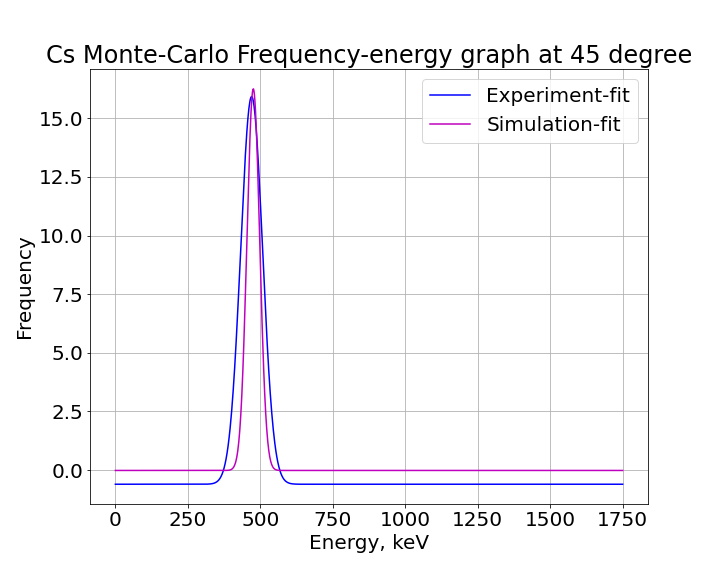 Cs Monte-Carlo Frequency-energy graph at 45 degree
Experiment-fit
Simulation-fit
15.0
12.5
10.0
7.5
5.0
2.5
0.0
Frequency
0 250 500 750 1000 1250 1500 1750
Energy, keV